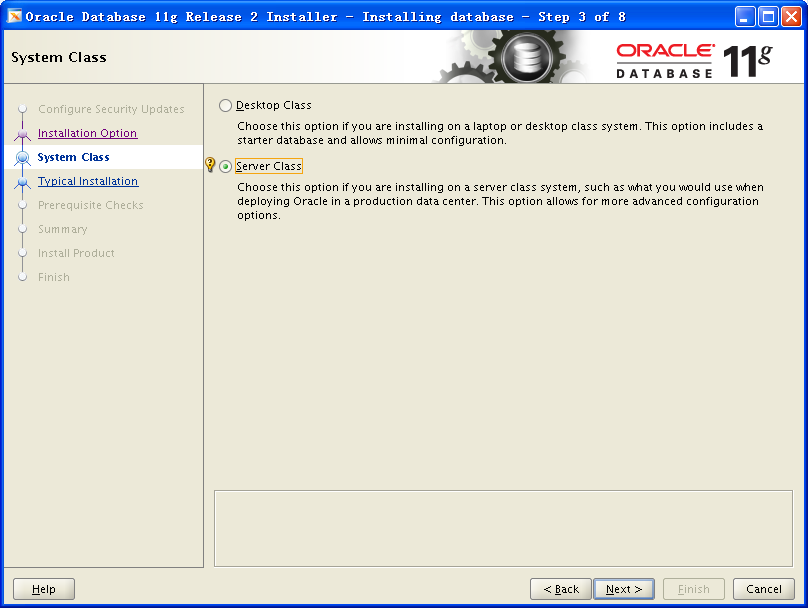 Oracle Database 11g Release 2 Installer - Installing database - Step 3 of 8
System Class
ORACLE
DATABASE
11g
Configure Security Updates
Installation Option
System Class
Typical Installation
Prerequisite Checks
Summary
Install Product
Finish
Desktop Class
Choose this option if you are installing on a laptop or desktop class system. This option includes a
starter database and allows minimal configuration.
Server Class
Choose this option if you are installing on a server class system, such as what you would use when
deploying Oracle in a production data center. This option allows for more advanced configuration
options.
Help
< Back
Next >
Finish
Cancel